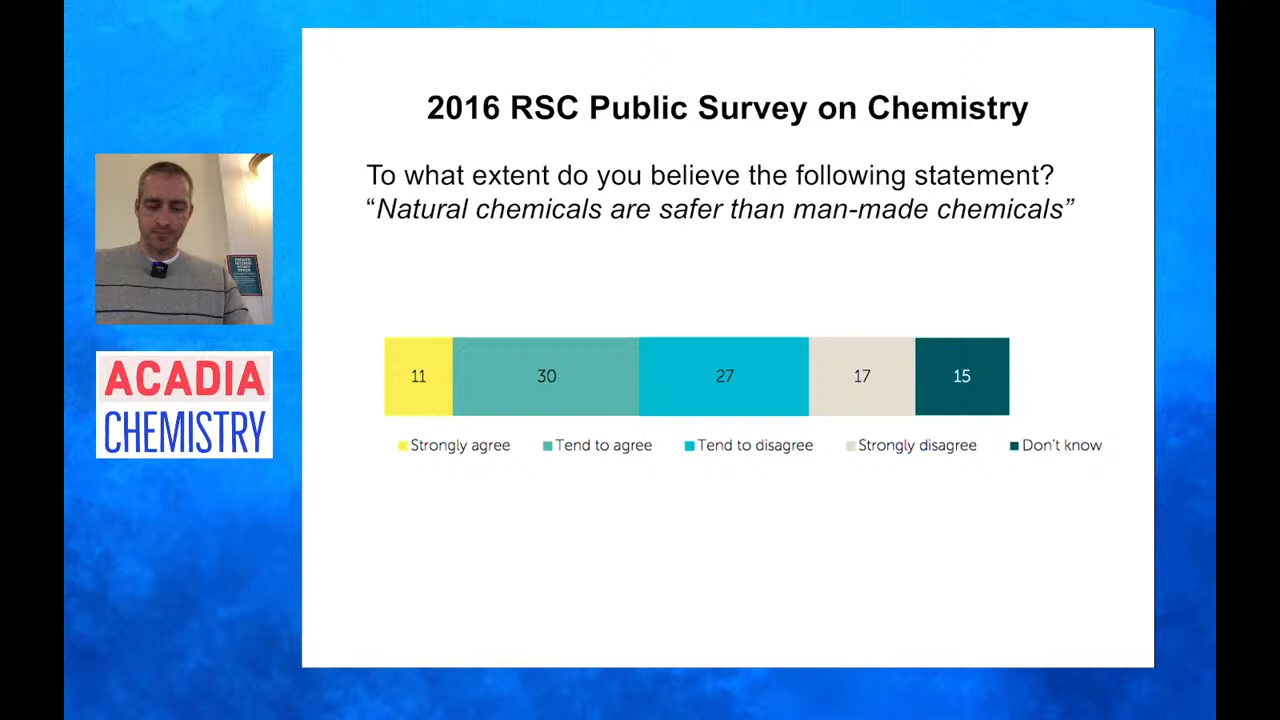 2016 RSC Public Survey on Chemistry
To what extent do you believe the following statement?
“Natural chemicals are safer than man-made chemicals”
ACADIA
CHEMISTRY
11 30 27 17 15
Strongly agree Tend to agree Tend to disagree Strongly disagree Don't know